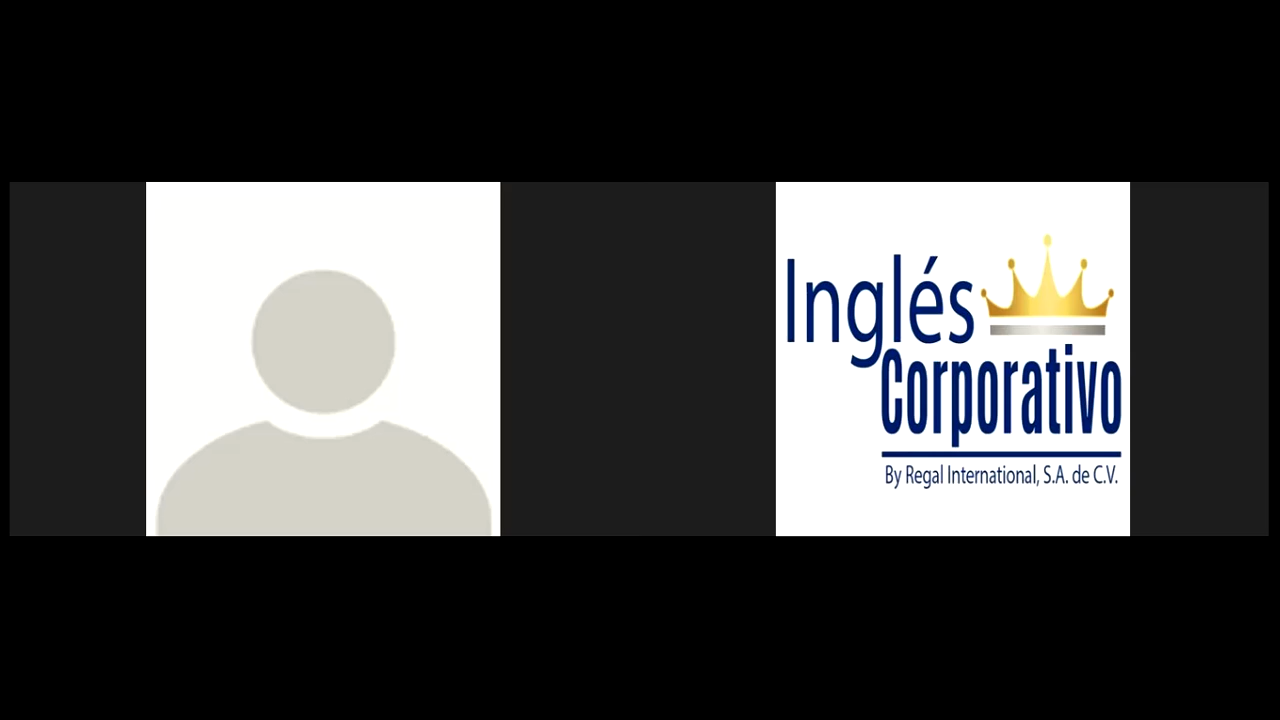 Inglés
Corporativo
By Regal International, S.A. de C.V.